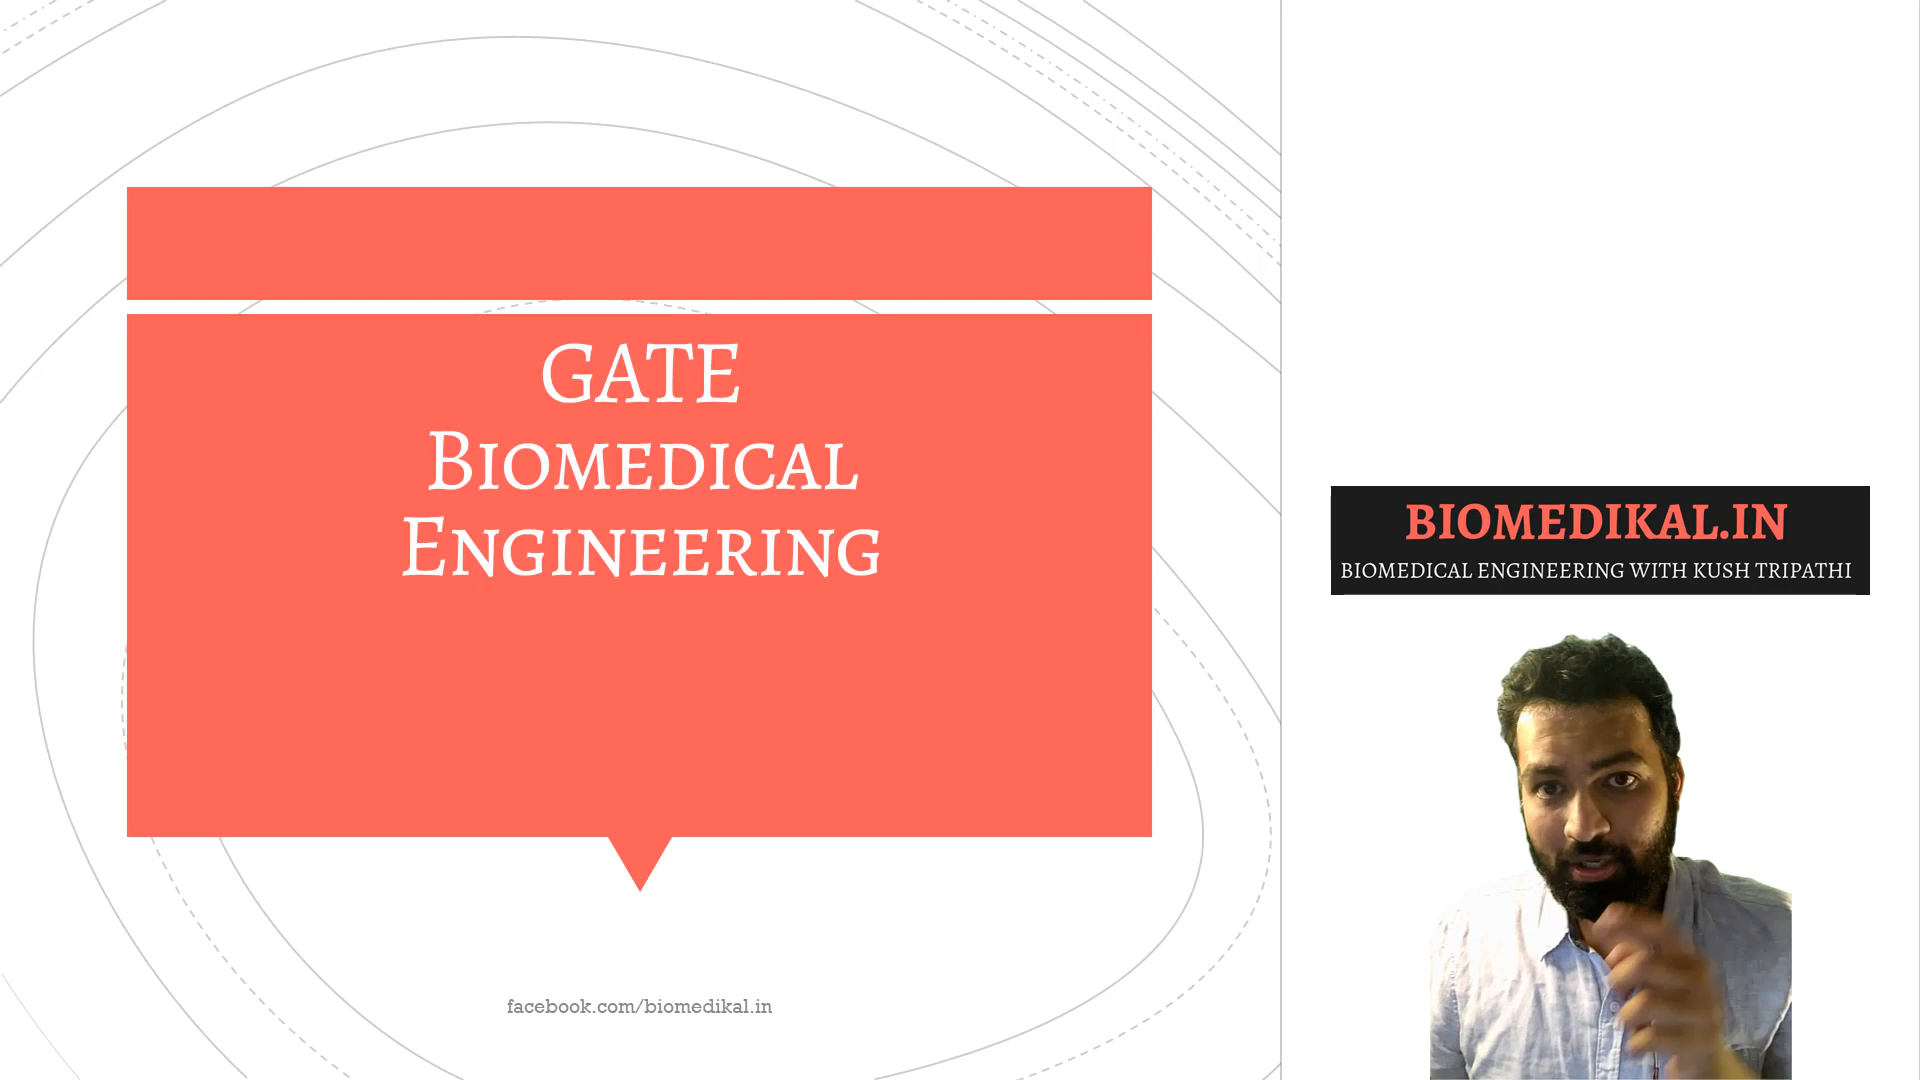 GATE
Biomedical
Engineering
facebook.com/biomedikal.in
BIOMEDIKAL.IN
BIOMEDICAL ENGINEERING WITH KUSH TRIPATHI